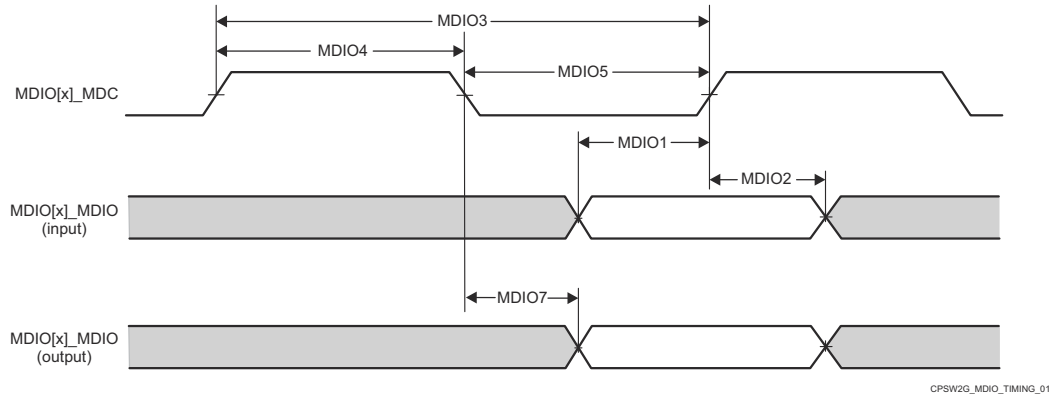 MDIO3
MDIO4
MDIO5
MDIO[x]_MDC
MDIO1
MDIO2
MDIO[x]_MDIO
(input)
MDIO7
MDIO[x]_MDIO
(output)
CPSW2G_MDIO_TIMING_01